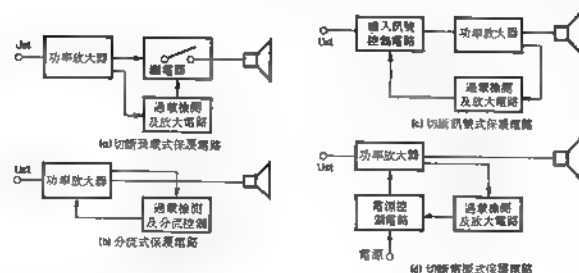 Ust
功率放大器
繼電器
過載檢測
及放大電路
(a)切斷負載式保護電路
Ust
功率放大器
過載檢測
及分流控制
(b)分流式保護電路
Ust
輸入訊號
控制電路
功率放大器
過載檢測
及放大電路
(c)切斷訊號式保護電路
Ust
功率放大器
電源控
制電路
過載檢測
及放大電路
電源
(d)切斷電源式保護電路